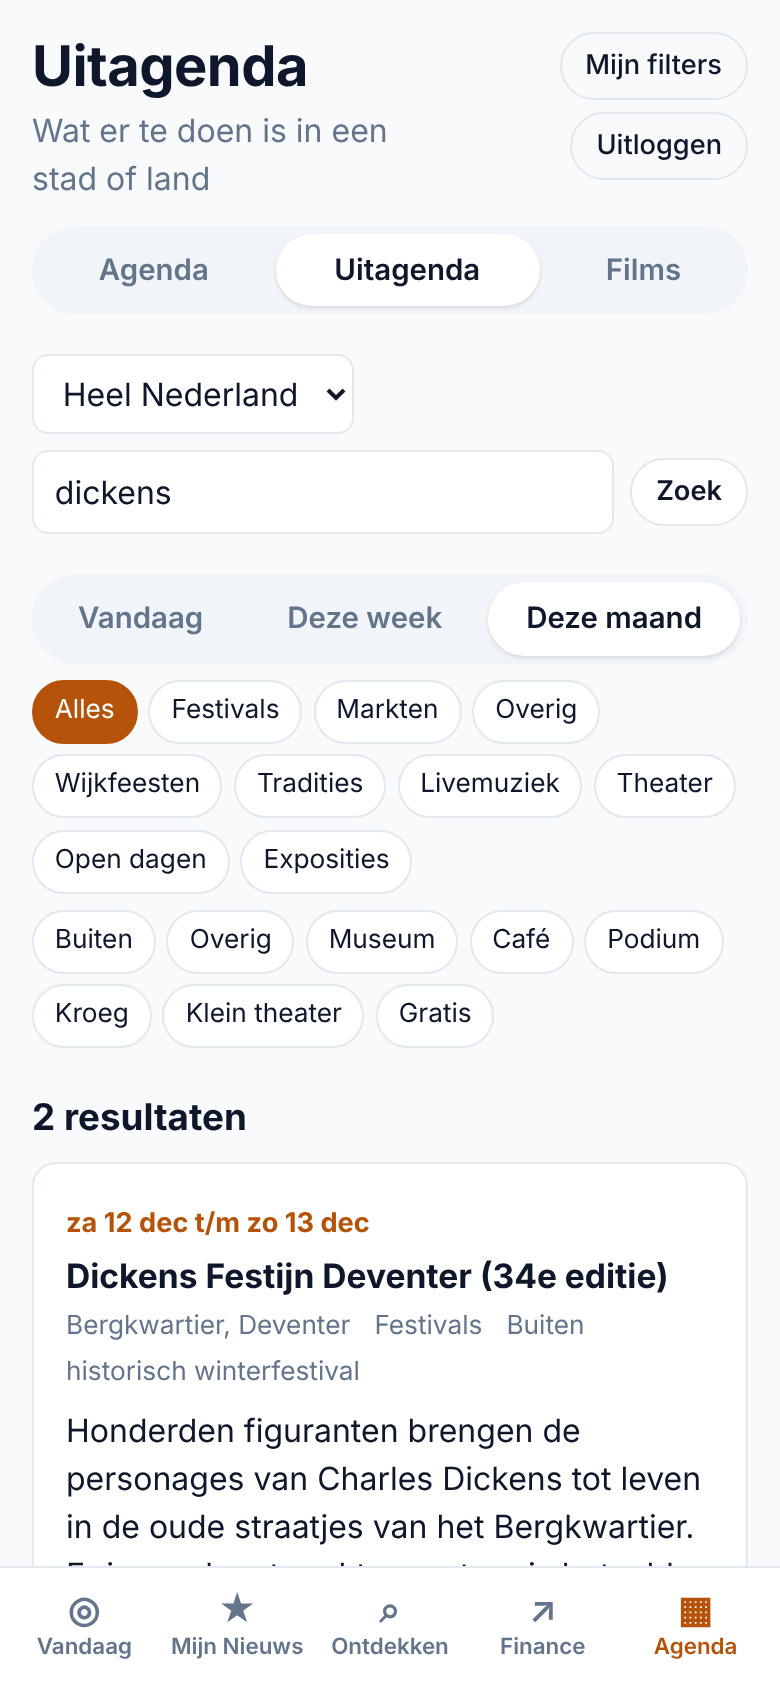 Uitagenda
Mijn filters
Wat er te doen is in een
stad of land
Uitloggen
Agenda Uitagenda Films
Heel Nederland
dickens Zoek
Vandaag Deze week Deze maand
Alles Festivals Markten Overig
Wijkfeesten Tradities Livemuziek Theater
Open dagen Exposities
Buiten Overig Museum Café Podium
Kroeg Klein theater Gratis
2 resultaten
za 12 dec t/m zo 13 dec
Dickens Festijn Deventer (34e editie)
Bergkwartier, Deventer Festivals Buiten
historisch winterfestival
Honderden figuranten brengen de
personages van Charles Dickens tot leven
in de oude straatjes van het Bergkwartier.
Vandaag Mijn Nieuws Ontdekken Finance Agenda